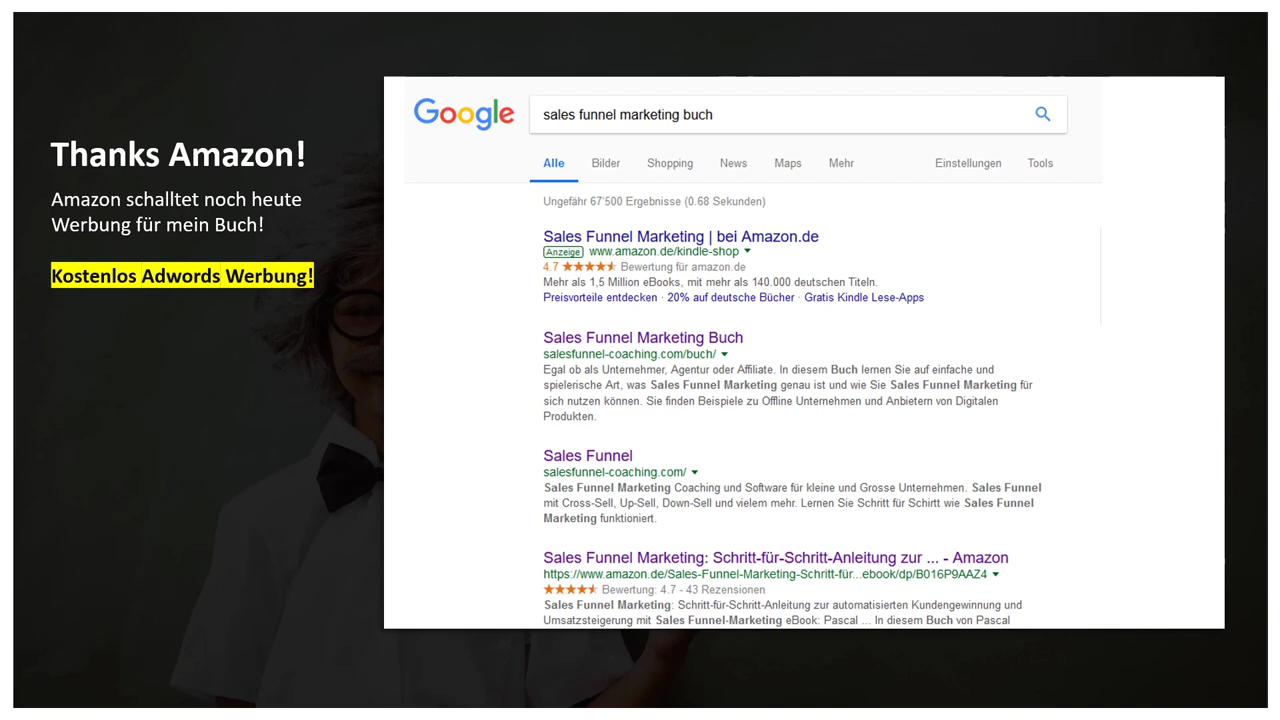 Thanks Amazon!
Amazon schalltet noch heute
Werbung für mein Buch!
Kostenlos Adwords Werbung!
Google
sales funnel marketing buch
Alle Bilder Shopping News Maps Mehr Einstellungen Tools
Ungefähr 67'500 Ergebnisse (0.68 Sekunden)
Sales Funnel Marketing | bei Amazon.de
Anzeige www.amazon.de/kindle-shop
4.7 Bewertung für amazon.de
Mehr als 1,5 Million eBooks, mit mehr als 140.000 deutschen Titeln.
Preisvorteile entdecken · 20% auf deutsche Bücher · Gratis Kindle Lese-Apps
Sales Funnel Marketing Buch
salesfunnel-coaching.com/buch/
Egal ob als Unternehmer, Agentur oder Affiliate. In diesem Buch lernen Sie auf einfache und
spielerische Art, was Sales Funnel Marketing genau ist und wie Sie Sales Funnel Marketing für
sich nutzen können. Sie finden Beispiele zu Offline Unternehmen und Anbietern von Digitalen
Produkten.
Sales Funnel
salesfunnel-coaching.com/
Sales Funnel Marketing Coaching und Software für kleine und Grosse Unternehmen. Sales Funnel
mit Cross-Sell, Up-Sell, Down-Sell und vielem mehr. Lernen Sie Schritt für Schirtt wie Sales Funnel
Marketing funktioniert.
Sales Funnel Marketing: Schritt-für-Schritt-Anleitung zur ... - Amazon
https://www.amazon.de/Sales-Funnel-Marketing-Schritt-für...ebook/dp/B016P9AAZ4
Bewertung: 4.7 - 43 Rezensionen
Sales Funnel Marketing: Schritt-für-Schritt-Anleitung zur automatisierten Kundengewinnung und
Umsatzsteigerung mit Sales Funnel-Marketing eBook: Pascal ... In diesem Buch von Pascal